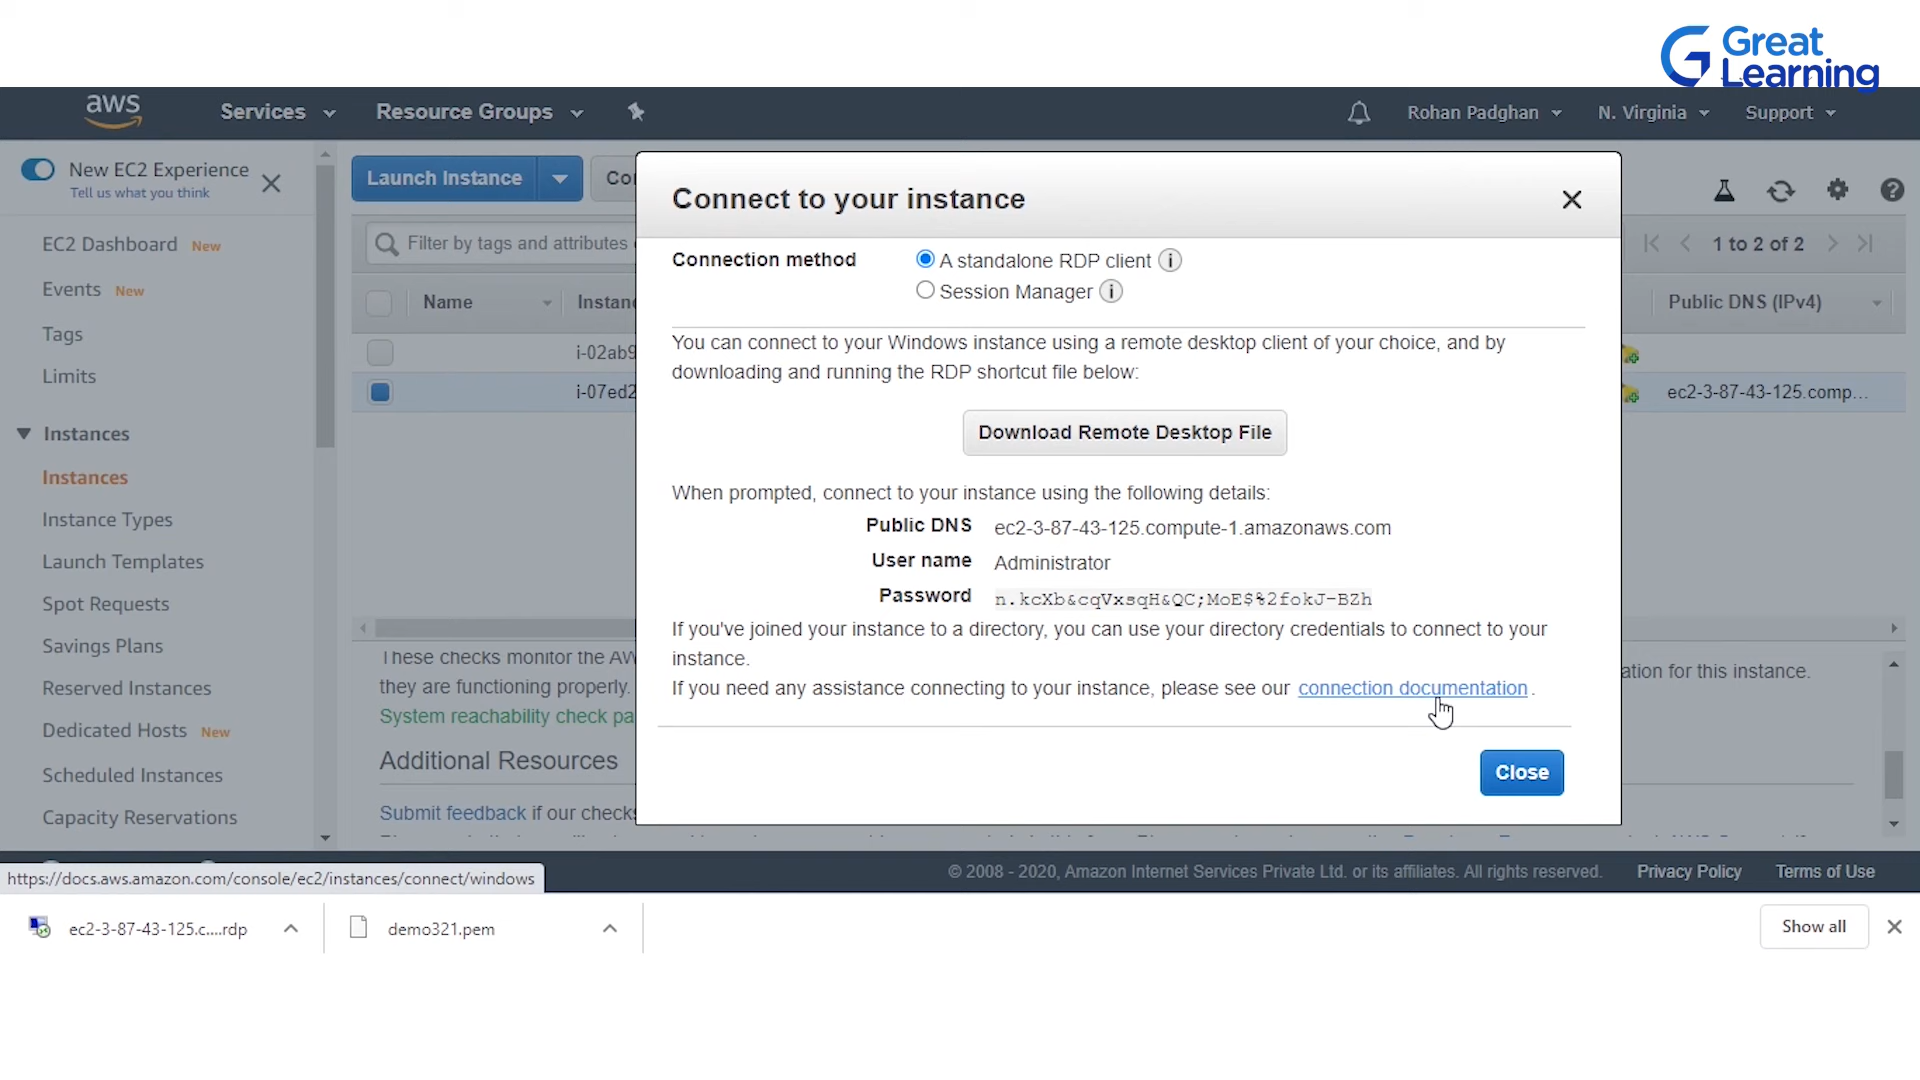 Great
Learning
aws
Services
Resource Groups
Rohan Padghan
N. Virginia
Support
New EC2 Experience
Tell us what you think
EC2 Dashboard New
Events New
Tags
Limits
Instances
Instances
Instance Types
Launch Templates
Spot Requests
Savings Plans
Reserved Instances
Dedicated Hosts New
Scheduled Instances
Capacity Reservations
Launch Instance
Filter by tags and attributes
1 to 2 of 2
Name
Public DNS (IPv4)
i-02ab9
i-07ed2
ec2-3-87-43-125.comp...
Connect to your instance
Connection method
A standalone RDP client
Session Manager
You can connect to your Windows instance using a remote desktop client of your choice, and by
downloading and running the RDP shortcut file below:
Download Remote Desktop File
When prompted, connect to your instance using the following details:
Public DNS ec2-3-87-43-125.compute-1.amazonaws.com
User name Administrator
Password n.kcXb&cqVxsqH&QC;MoE$%2fokJ-BZh
If you've joined your instance to a directory, you can use your directory credentials to connect to your
instance.
If you need any assistance connecting to your instance, please see our connection documentation.
Close
These checks monitor the AW
they are functioning properly.
System reachability check pa
ation for this instance.
Additional Resources
Submit feedback if our checks
© 2008 - 2020, Amazon Internet Services Private Ltd. or its affiliates. All rights reserved.
Privacy Policy
Terms of Use
https://docs.aws.amazon.com/console/ec2/instances/connect/windows
ec2-3-87-43-125.c....rdp
demo321.pem
Show all